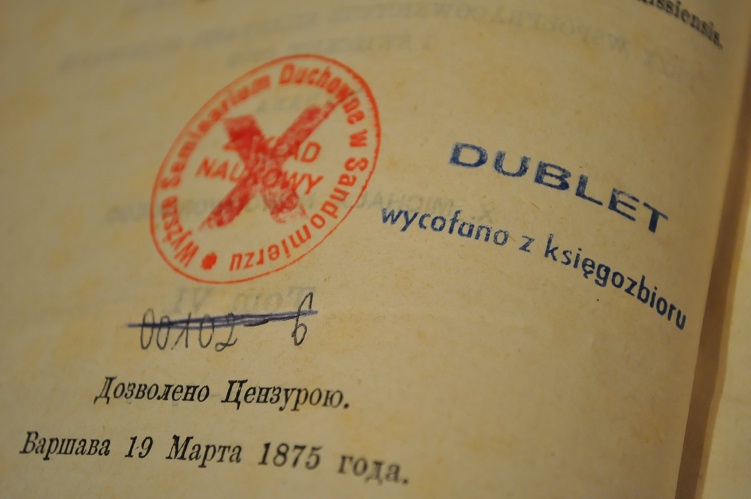 Wyższe Seminarium Duchowne w Sandomierzu
ZAKŁAD
NAUKOWY
DUBLET
wycofano z księgozbioru
00102-6
Дозволено Цензурою.
Варшава 19 Марта 1875 года.